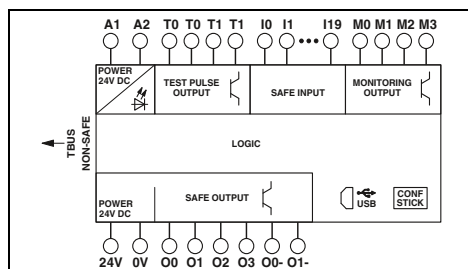 A1 A2 T0 T0 T1 T1 I0 I1 ••• I19 M0 M1 M2 M3
POWER
24V DC
TEST PULSE
OUTPUT
SAFE INPUT
MONITORING
OUTPUT
TBUS
NON-SAFE
LOGIC
POWER
24V DC
SAFE OUTPUT
USB
CONF
STICK
24V 0V O0 O1 O2 O3 O0- O1-